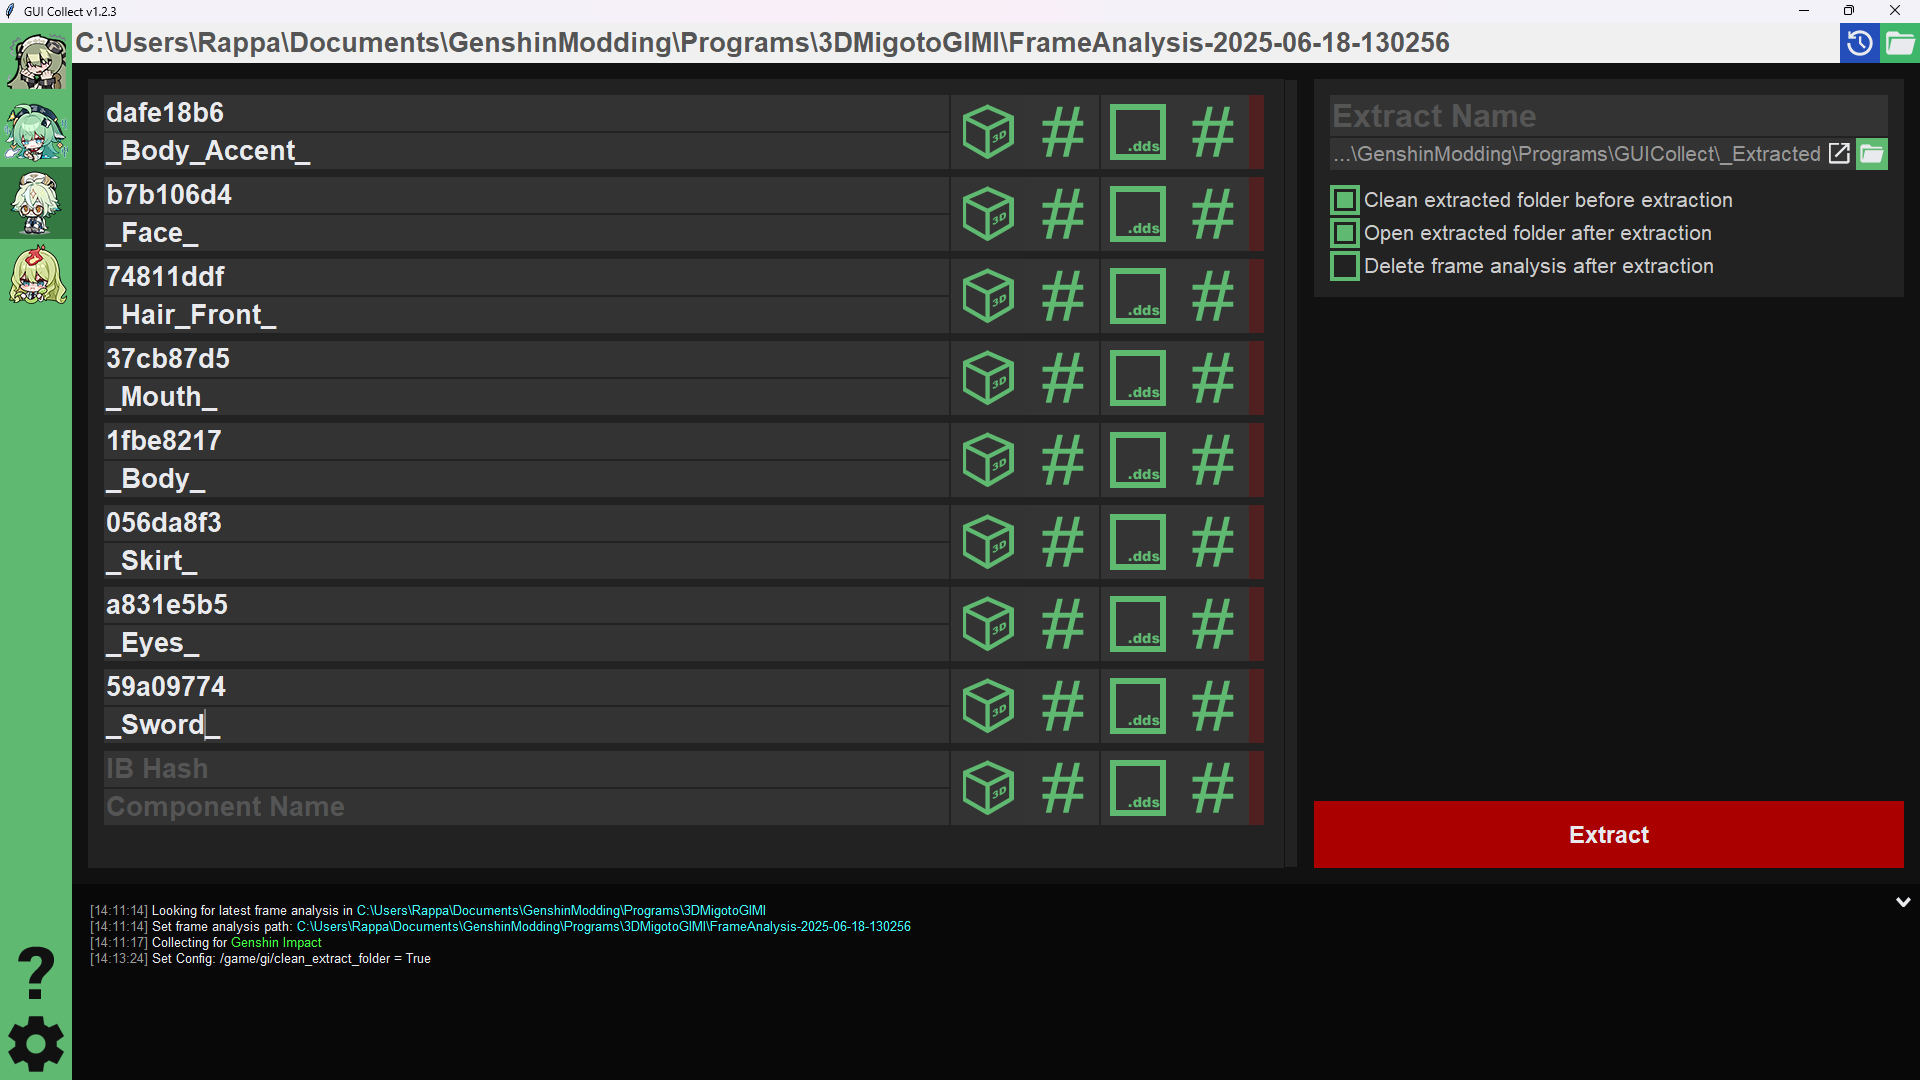 GUI Collect v1.2.3
C:\Users\Rappa\Documents\GenshinModding\Programs\3DMigotoGIMI\FrameAnalysis-2025-06-18-130256
dafe18b6
_Body_Accent_
3D # .dds #
b7b106d4
_Face_
3D # .dds #
74811ddf
_Hair_Front_
3D # .dds #
37cb87d5
_Mouth_
3D # .dds #
1fbe8217
_Body_
3D # .dds #
056da8f3
_Skirt_
3D # .dds #
a831e5b5
_Eyes_
3D # .dds #
59a09774
_Sword_
3D # .dds #
IB Hash
Component Name
3D # .dds #
Extract Name
...\GenshinModding\Programs\GUICollect\_Extracted
Clean extracted folder before extraction
Open extracted folder after extraction
Delete frame analysis after extraction
Extract
[14:11:14] Looking for latest frame analysis in C:\Users\Rappa\Documents\GenshinModding\Programs\3DMigotoGIMI
[14:11:14] Set frame analysis path: C:\Users\Rappa\Documents\GenshinModding\Programs\3DMigotoGIMI\FrameAnalysis-2025-06-18-130256
[14:11:17] Collecting for Genshin Impact
[14:13:24] Set Config: /game/gi/clean_extract_folder = True
?